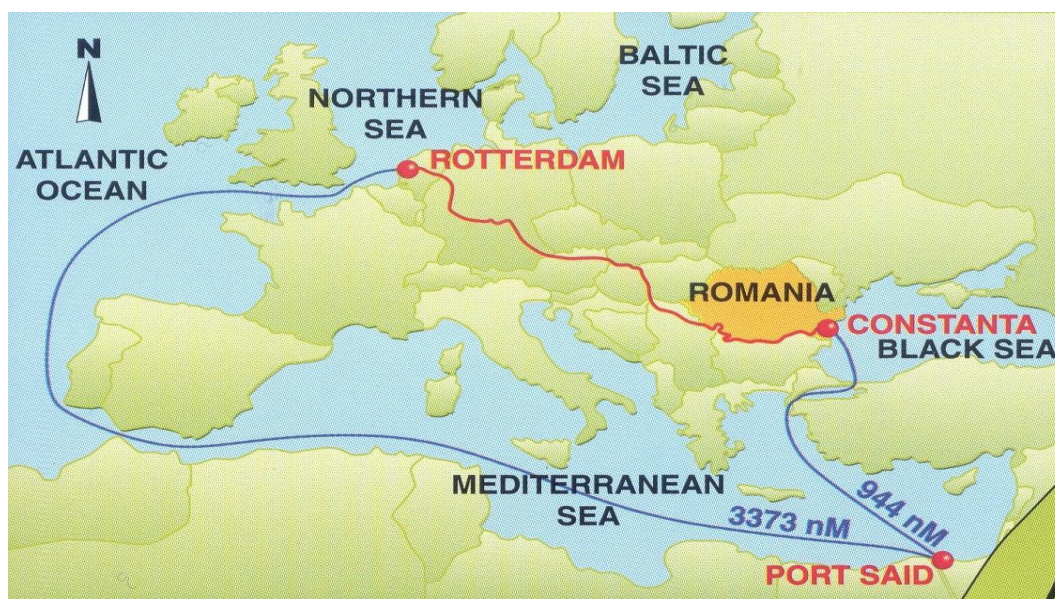 N
BALTIC
SEA
NORTHERN
SEA
ATLANTIC
OCEAN
ROTTERDAM
ROMANIA
CONSTANTA
BLACK SEA
MEDITERRANEAN
SEA
3373 nM
944 nM
PORT SAID